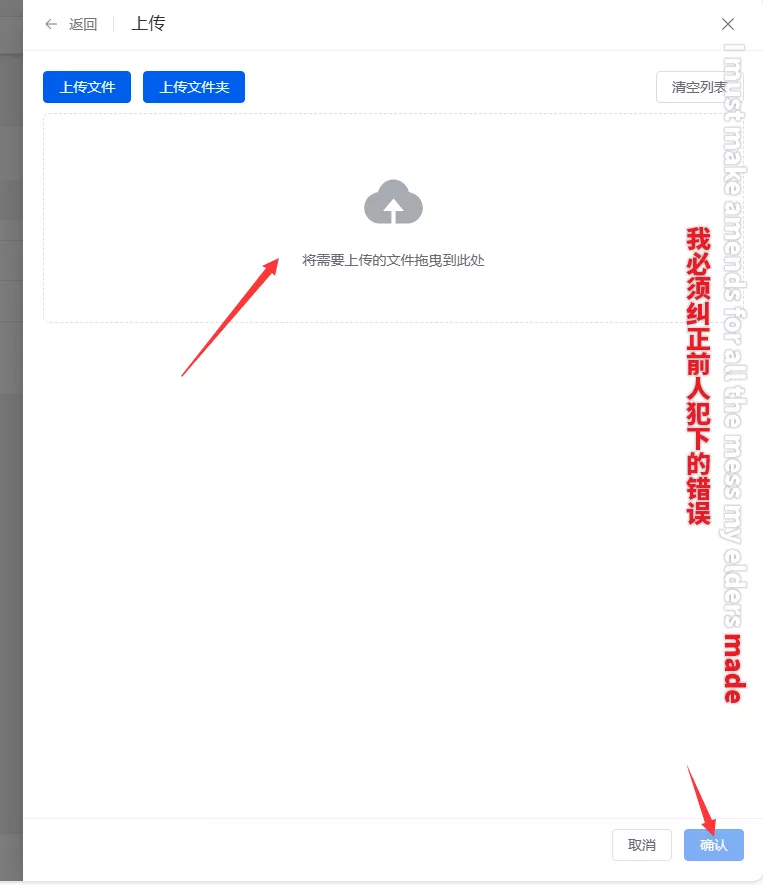 返回
上传
上传文件
上传文件夹
清空列表
将需要上传的文件拖曳到此处
我必须纠正前人犯下的错误
I must make amends for all the mess my elders made
取消
确认